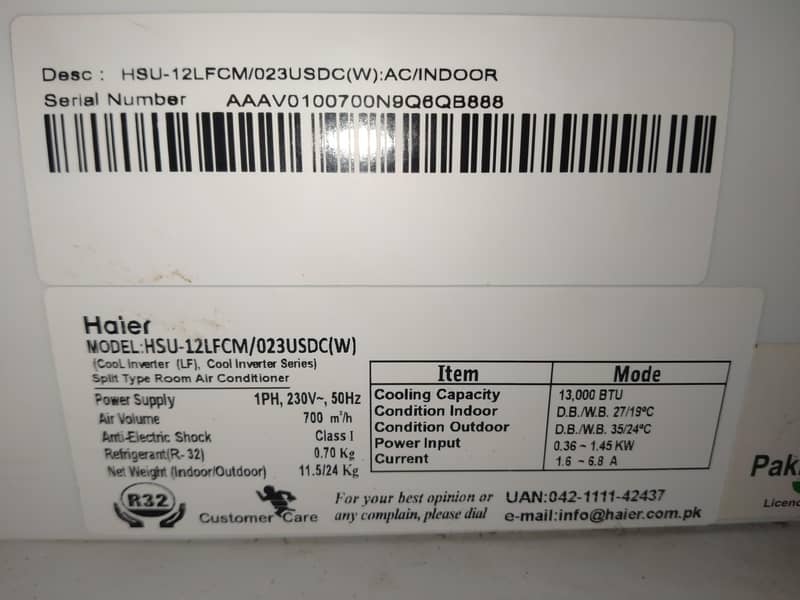 Desc : HSU-12LFCM/023USDC(W):AC/INDOOR
Serial Number AAAV0100700N9Q6QB888
Haier
MODEL:HSU-12LFCM/023USDC(W)
(CooL Inverter (LF), Cool Inverter Series)
Split Type Room Air Conditioner
Power Supply 1PH, 230V~, 50Hz
Air Volume 700 m³/h
Anti-Electric Shock Class I
Refrigerant(R-32) 0.70 Kg
Net Weight (Indoor/Outdoor) 11.5/24 Kg
Item Mode
Cooling Capacity 13,000 BTU
Condition Indoor D.B./W.B. 27/19°C
Condition Outdoor D.B./W.B. 35/24°C
Power Input 0.36 ~ 1.45 KW
Current 1.6 ~ 6.8 A
R32
Customer Care
For your best opinion or
any complain, please dial
UAN:042-1111-42437
e-mail:info@haier.com.pk
Pak
Licen